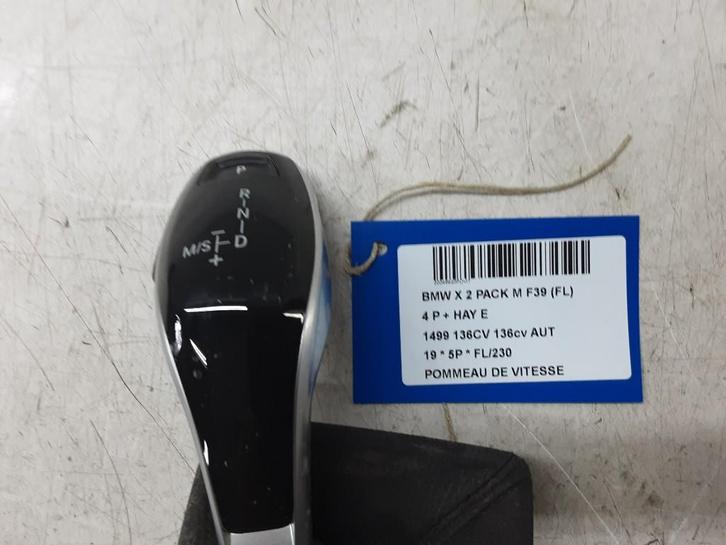 P
R
N
M/S D
+
BMW X 2 PACK M F39 (FL)
4 P + HAY E
1499 136CV 136cv AUT
19 * 5P * FL/230
POMMEAU DE VITESSE